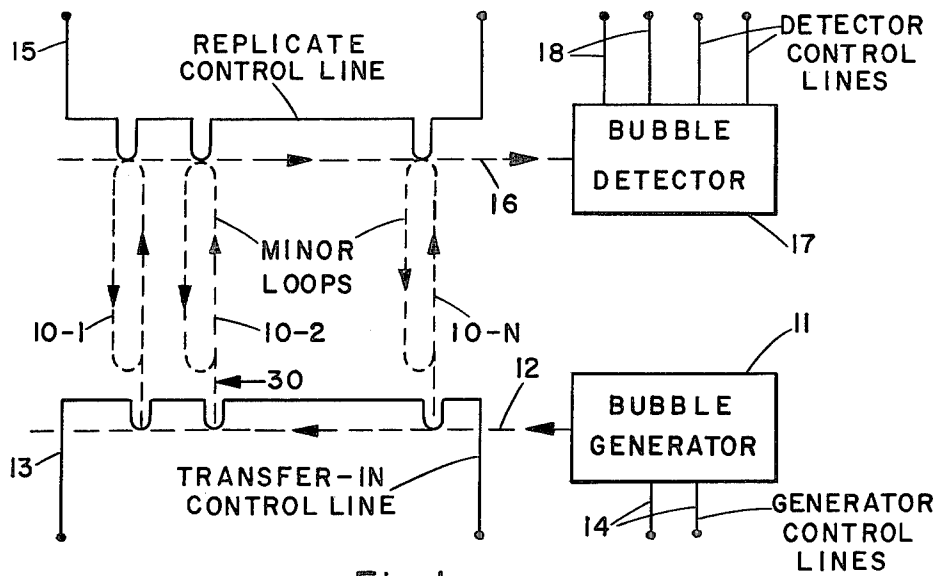 15
REPLICATE
CONTROL LINE
18
DETECTOR
CONTROL
LINES
BUBBLE
DETECTOR
16
17
MINOR
LOOPS
10-1
10-2
10-N
30
12
11
BUBBLE
GENERATOR
13
TRANSFER-IN
CONTROL LINE
14
GENERATOR
CONTROL
LINES